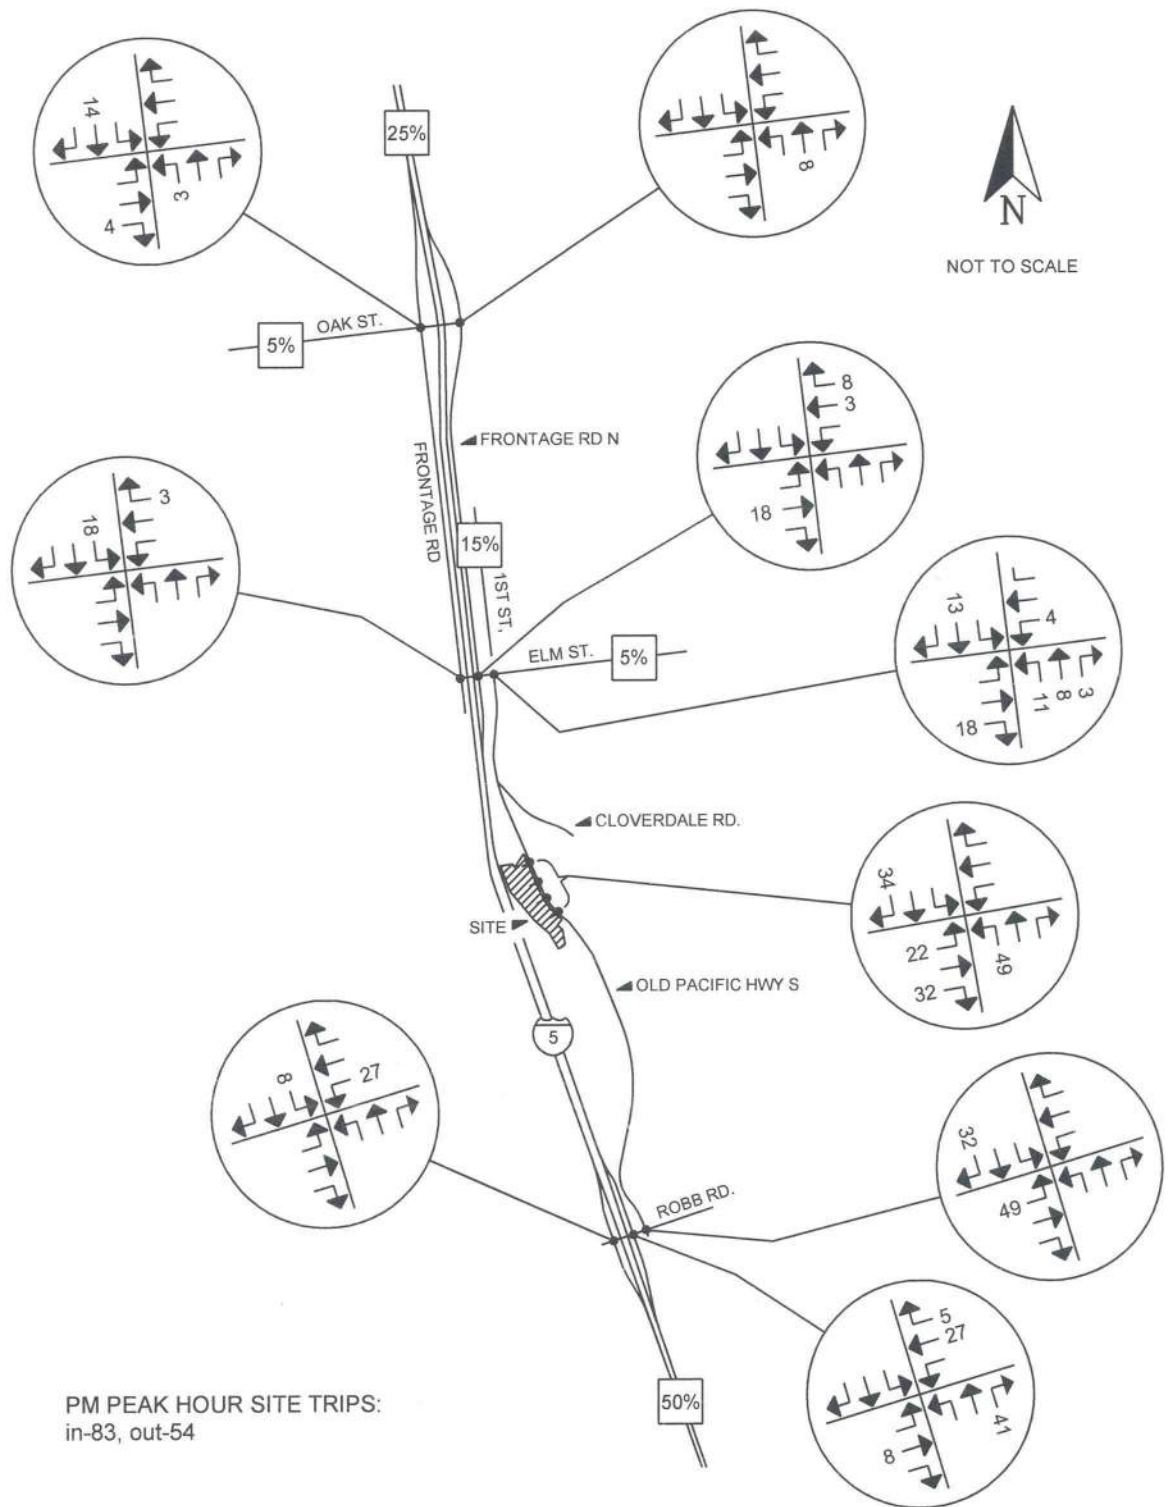 14
3
4
25%
8
N
NOT TO SCALE
OAK ST.
5%
8
3
18
FRONTAGE RD N
FRONTAGE RD
3
18
15%
1ST ST,
ELM ST.
5%
13
4
11
8
3
18
CLOVERDALE RD.
34
22
49
32
SITE
OLD PACIFIC HWY S
5
8
27
32
49
ROBB RD.
5
27
41
8
50%
PM PEAK HOUR SITE TRIPS:
in-83, out-54